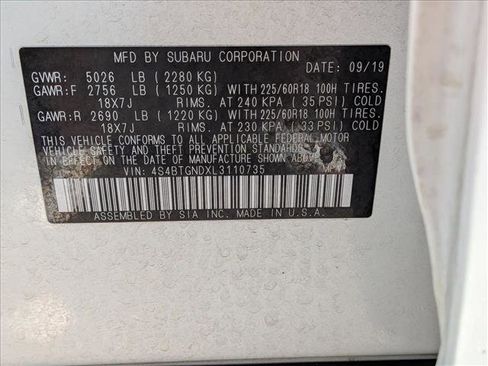 MFD BY SUBARU CORPORATION
DATE: 09/19
GVWR: 5026 LB (2280 KG)
GAWR:F 2756 LB (1250 KG) WITH 225/60R18 100H TIRES.
18X7J RIMS. AT 240 KPA (35 PSI) COLD
GAWR:R 2690 LB (1220 KG) WITH 225/60R18 100H TIRES.
18X7J RIMS. AT 230 KPA (33 PSI) COLD
THIS VEHICLE CONFORMS TO ALL APPLICABLE FEDERAL MOTOR
VEHICLE SAFETY, BUMPER, AND THEFT PREVENTION STANDARDS
IN EFFECT ON THE DATE OF MANUFACTURE SHOWN ABOVE.
VIN: 4S4BTGNDXL3110735
ASSEMBLED BY SIA INC. MADE IN U.S.A.